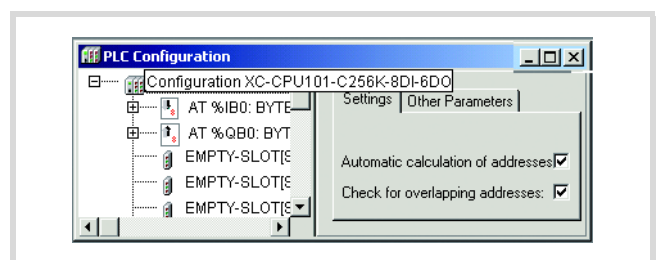 PLC Configuration
Configuration XC-CPU101-C256K-8DI-6DO
AT %IB0: BYTE
AT %QB0: BYT
EMPTY-SLOT[S
EMPTY-SLOT[S
EMPTY-SLOT[S
Settings
Other Parameters
Automatic calculation of addresses
Check for overlapping addresses: